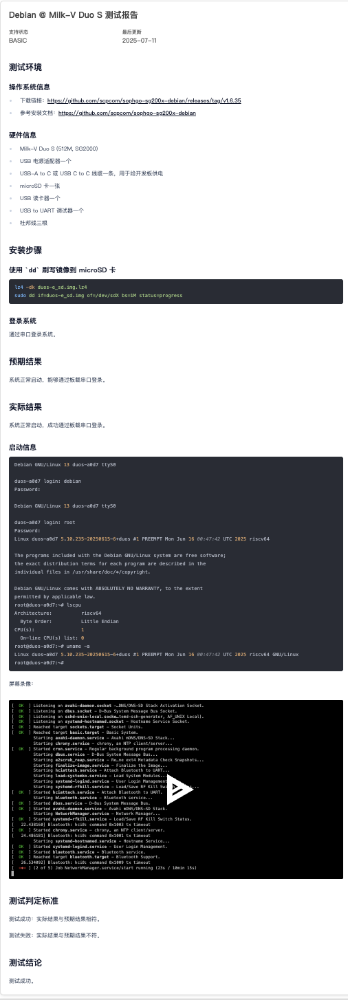 Debian @ Milk-V Duo S 测试报告
支持状态
最后更新
BASIC
2025-07-11
测试环境
操作系统信息
下载链接：https://github.com/scpcom/sophgo-sg200x-debian/releases/tag/v1.6.35
参考安装文档：https://github.com/scpcom/sophgo-sg200x-debian
硬件信息
Milk-V Duo S (512M, SG2000)
USB 电源适配器一个
USB-A to C 或 USB C to C 线缆一条，用于给开发板供电
microSD 卡一张
USB 读卡器一个
USB to UART 调试器一个
杜邦线三根
安装步骤
使用 `dd` 刷写镜像到 microSD 卡
lz4 -dk duos-e_sd.img.lz4
sudo dd if=duos-e_sd.img of=/dev/sdX bs=1M status=progress
登录系统
通过串口登录系统。
预期结果
系统正常启动，能够通过板载串口登录。
实际结果
系统正常启动，成功通过板载串口登录。
启动信息
Debian GNU/Linux 13 duos-a0d7 ttyS0
duos-a0d7 login: debian
Password:
Debian GNU/Linux 13 duos-a0d7 ttyS0
duos-a0d7 login: root
Password:
Linux duos-a0d7 5.10.235-20250615-6+duos #1 PREEMPT Mon Jun 16 00:47:42 UTC 2025 riscv64
The programs included with the Debian GNU/Linux system are free software;
the exact distribution terms for each program are described in the
individual files in /usr/share/doc/*/copyright.
Debian GNU/Linux comes with ABSOLUTELY NO WARRANTY, to the extent
permitted by applicable law.
root@duos-a0d7:~# lscpu
Architecture: riscv64
Byte Order: Little Endian
CPU(s): 1
On-line CPU(s) list: 0
root@duos-a0d7:~# uname -a
Linux duos-a0d7 5.10.235-20250615-6+duos #1 PREEMPT Mon Jun 16 00:47:42 UTC 2025 riscv64 GNU/Linux
root@duos-a0d7:~#
屏幕录像：
[ OK ] Listening on avahi-daemon.socket -…DNS/DNS-SD Stack Activation Socket.
[ OK ] Listening on dbus.socket - D-Bus System Message Bus Socket.
[ OK ] Listening on sshd-unix-local.socke…temd-ssh-generator, AF_UNIX Local).
[ OK ] Listening on systemd-hostnamed.socket - Hostname Service Socket.
[ OK ] Reached target sockets.target - Socket Units.
[ OK ] Reached target basic.target - Basic System.
Starting avahi-daemon.service - Avahi mDNS/DNS-SD Stack...
Starting chrony.service - chrony, an NTP client/server...
[ OK ] Started cron.service - Regular background program processing daemon.
Starting dbus.service - D-Bus System Message Bus...
Starting e2scrub_reap.service - Re…ne ext4 Metadata Check Snapshots...
Starting finalize-image.service - Finalize the Image...
Starting hciattach.service - Attach Bluetooth to UART...
Starting load-systemko.service - Load System Modules...
Starting systemd-logind.service - User Login Management
Starting systemd-rfkill.service - Load/Save RF Kill Swi
[ OK ] Started hciattach.service - Attach Bluetooth to UART.
Starting bluetooth.service - Bluetooth service...
[ OK ] Started dbus.service - D-Bus System Message Bus.
[ OK ] Started avahi-daemon.service - Avahi mDNS/DNS-SD Stack.
Starting NetworkManager.service - Network Manager...
[ OK ] Started systemd-rfkill.service - Load/Save RF Kill Switch Status.
[ 22.438160] Bluetooth: hci0: command 0x1003 tx timeout
[ OK ] Started chrony.service - chrony, an NTP client/server.
[ 24.486181] Bluetooth: hci0: command 0x1001 tx timeout
Starting systemd-hostnamed.service - Hostname Service...
[ OK ] Started systemd-logind.service - User Login Management.
[ OK ] Started bluetooth.service - Bluetooth service.
[ OK ] Reached target bluetooth.target - Bluetooth Support.
[ 26.534092] Bluetooth: hci0: command 0x1009 tx timeout
[ *** ] (2 of 5) Job NetworkManager.service/start running (23s / 10min 15s)
测试判定标准
测试成功：实际结果与预期结果相符。
测试失败：实际结果与预期结果不符。
测试结论
测试成功。